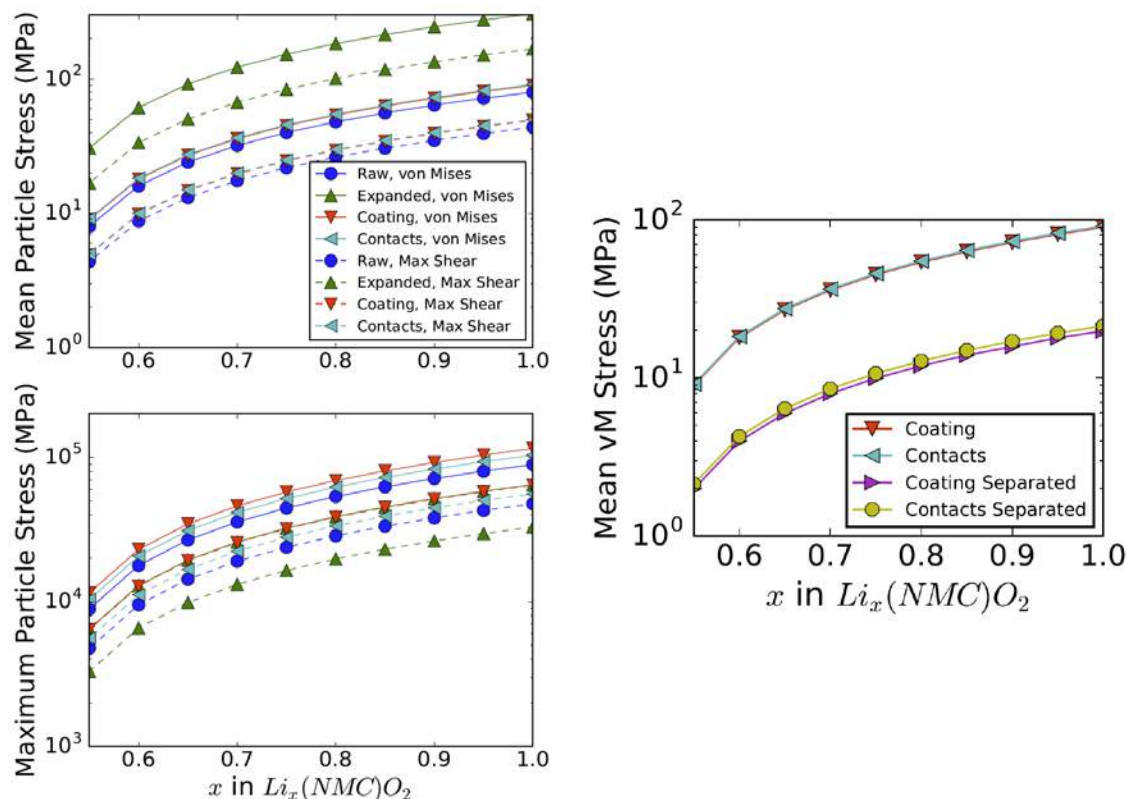 Mean Particle Stress (MPa)
10^2
10^1
10^0
0.6 0.7 0.8 0.9 1.0
Raw, von Mises
Expanded, von Mises
Coating, von Mises
Contacts, von Mises
Raw, Max Shear
Expanded, Max Shear
Coating, Max Shear
Contacts, Max Shear
Maximum Particle Stress (MPa)
10^5
10^4
10^3
0.6 0.7 0.8 0.9 1.0
x in Li_x(NMC)O_2
Mean vM Stress (MPa)
10^2
10^1
10^0
0.6 0.7 0.8 0.9 1.0
Coating
Contacts
Coating Separated
Contacts Separated
x in Li_x(NMC)O_2